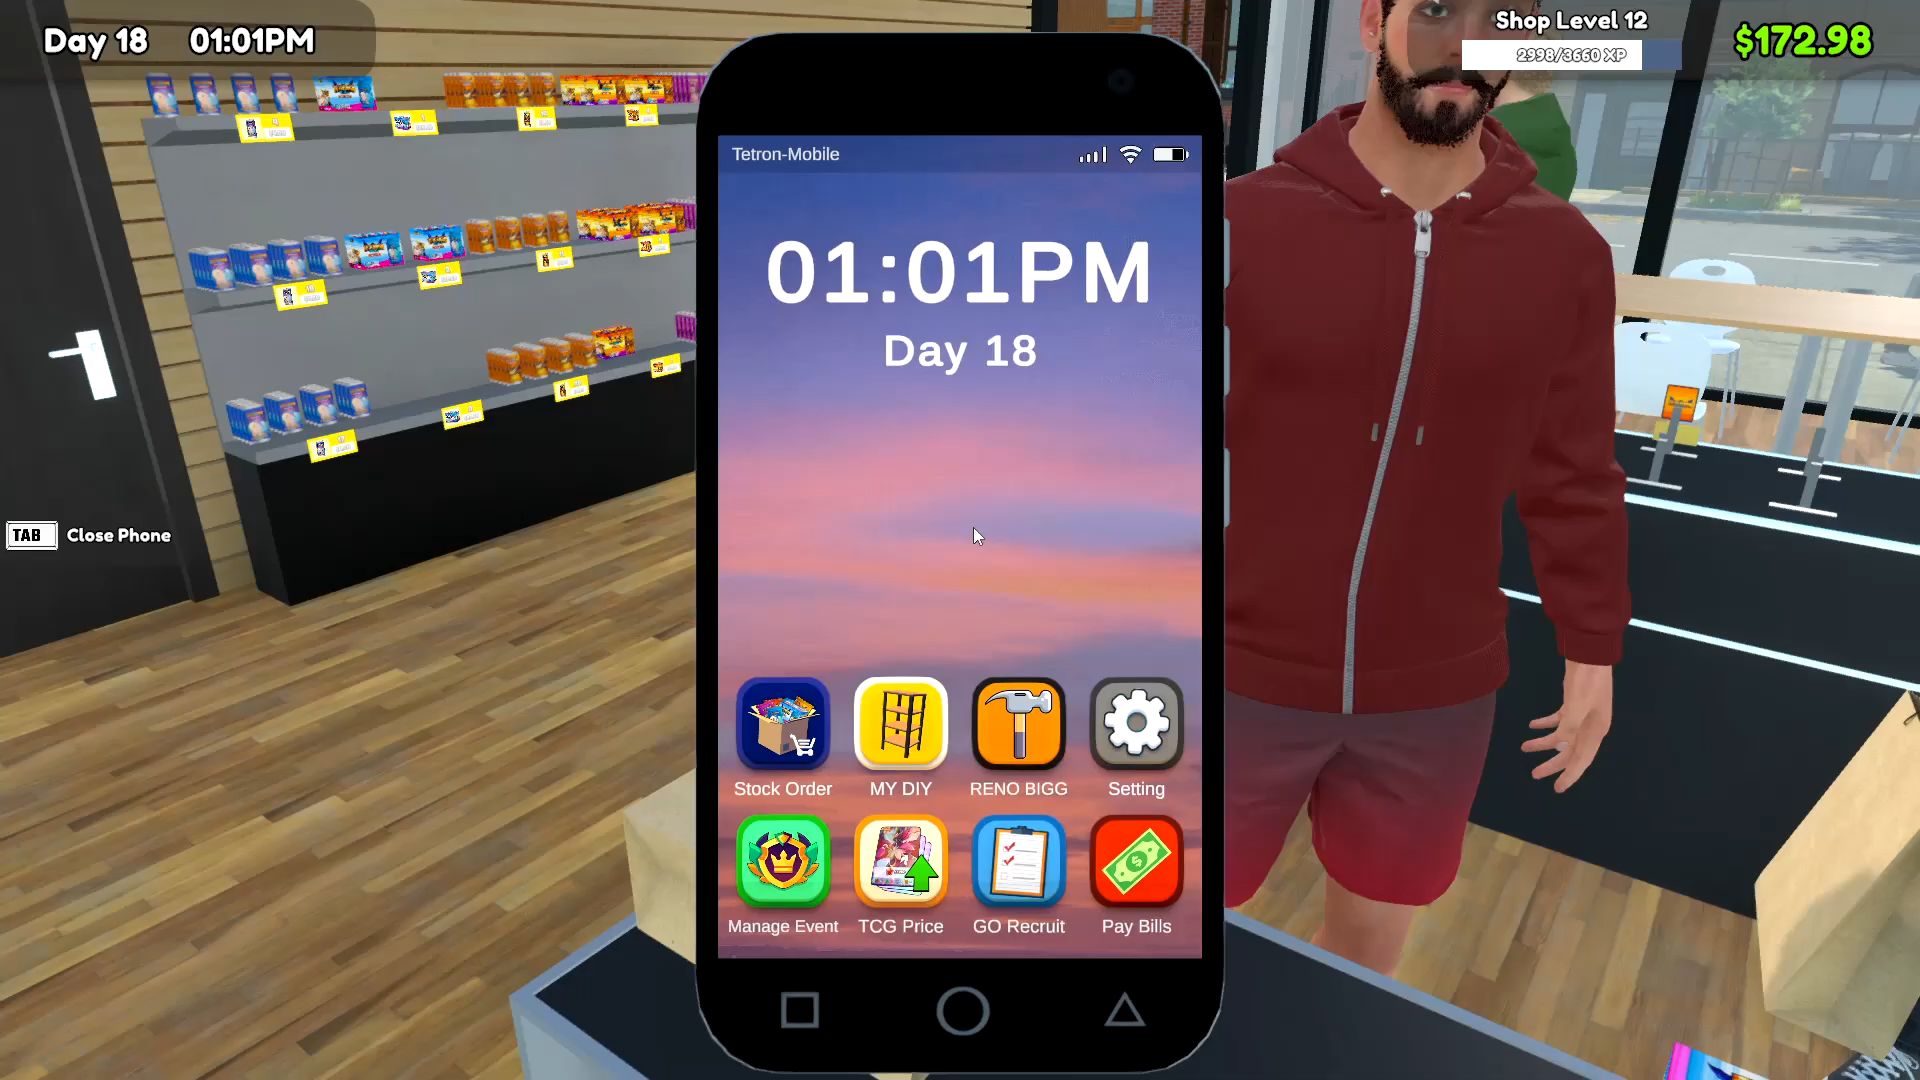 Day 18 01:01PM
Shop Level 12
2998/3660 XP
$172.98
Tetron-Mobile
01:01PM
Day 18
TAB Close Phone
Stock Order MY DIY RENO BIGG Setting
Manage Event TCG Price GO Recruit Pay Bills